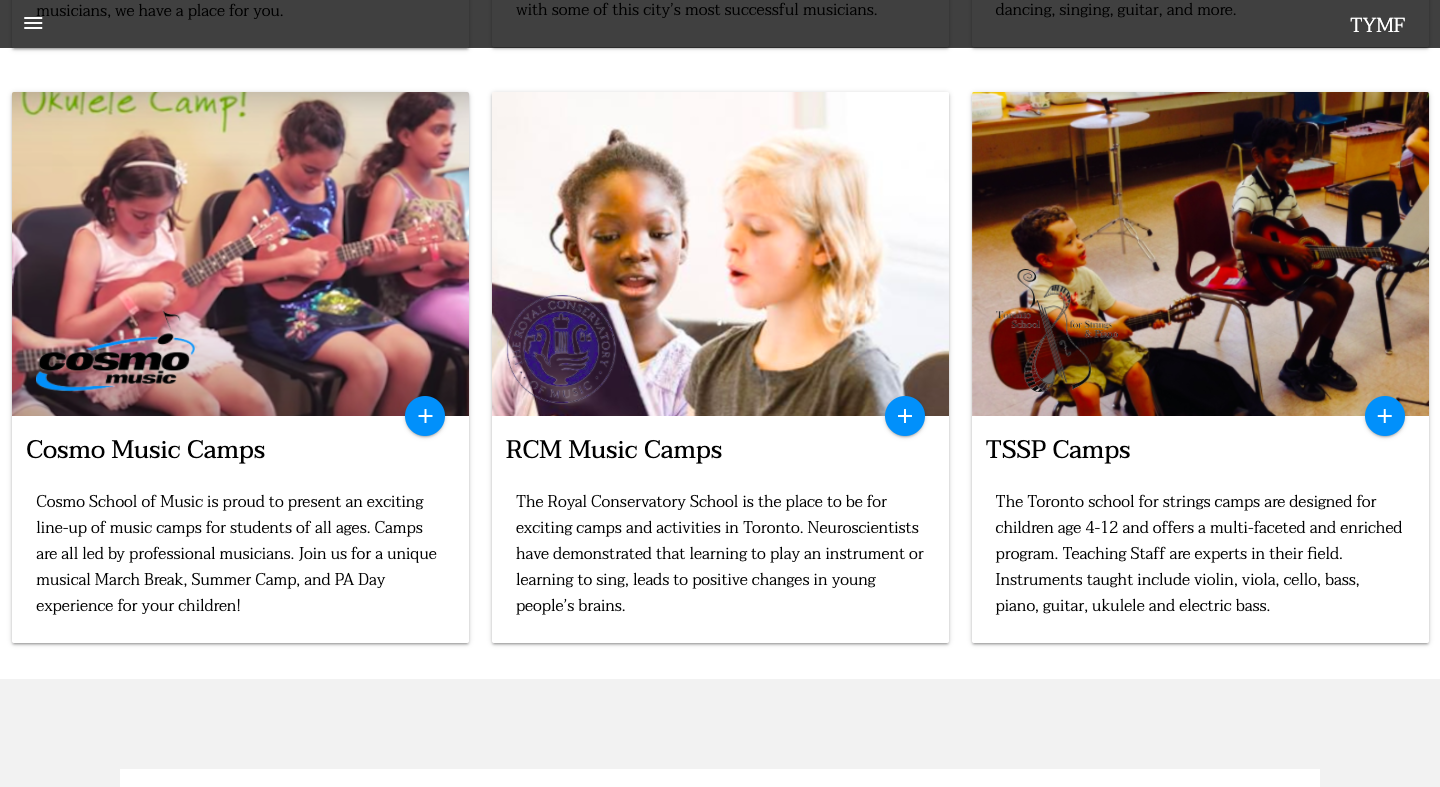 musicians, we have a place for you.
with some of this city's most successful musicians.
dancing, singing, guitar, and more.
TYMF
Ukulele Camp!
cosmo
music
THE ROYAL CONSERVATORY
OF MUSIC
Toronto
School
for Strings
Cosmo Music Camps
Cosmo School of Music is proud to present an exciting
line-up of music camps for students of all ages. Camps
are all led by professional musicians. Join us for a unique
musical March Break, Summer Camp, and PA Day
experience for your children!
RCM Music Camps
The Royal Conservatory School is the place to be for
exciting camps and activities in Toronto. Neuroscientists
have demonstrated that learning to play an instrument or
learning to sing, leads to positive changes in young
people's brains.
TSSP Camps
The Toronto school for strings camps are designed for
children age 4-12 and offers a multi-faceted and enriched
program. Teaching Staff are experts in their field.
Instruments taught include violin, viola, cello, bass,
piano, guitar, ukulele and electric bass.